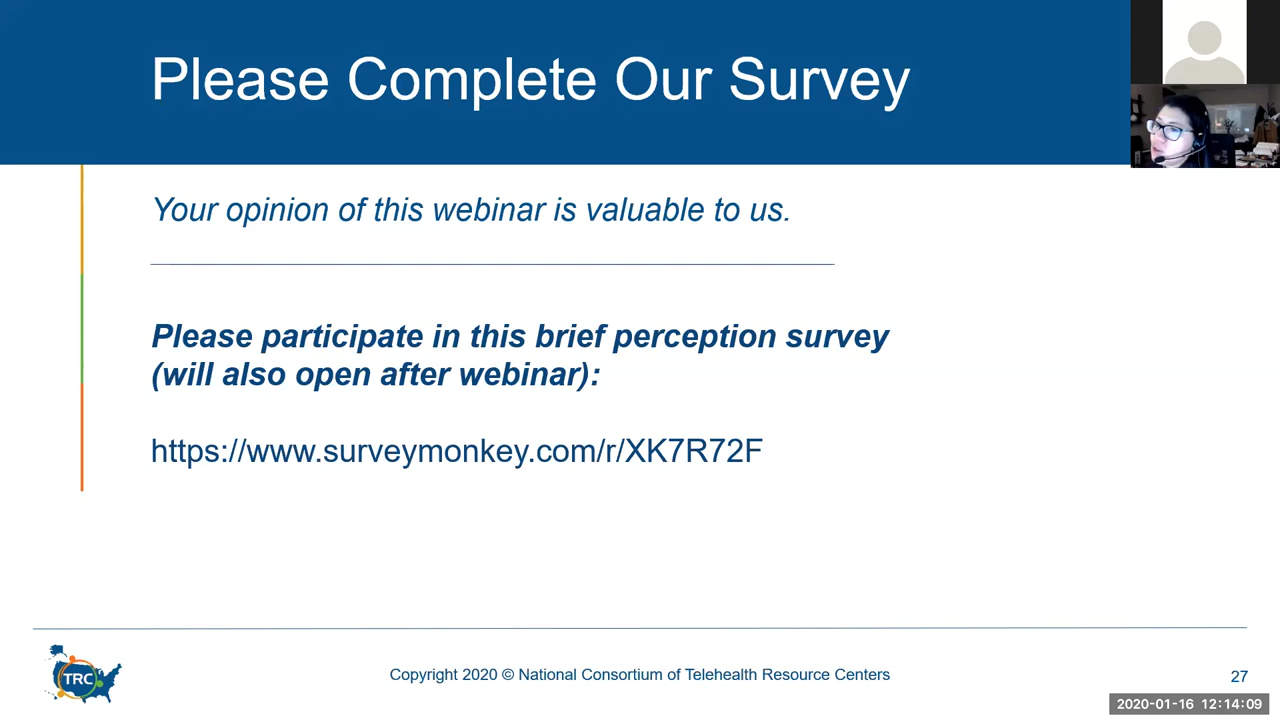 Please Complete Our Survey
Your opinion of this webinar is valuable to us.
Please participate in this brief perception survey
(will also open after webinar):
https://www.surveymonkey.com/r/XK7R72F
TRC
Copyright 2020 © National Consortium of Telehealth Resource Centers
27
2020-01-16 12:14:09